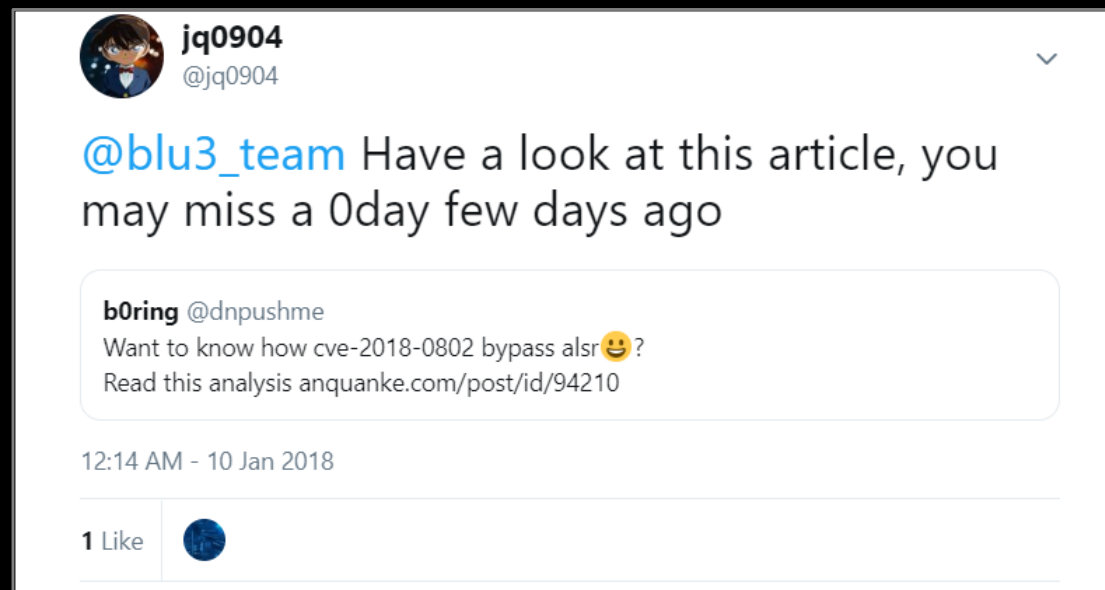 jq0904
@jq0904
@blu3_team Have a look at this article, you
may miss a 0day few days ago
b0ring @dnpushme
Want to know how cve-2018-0802 bypass alsr😃?
Read this analysis anquanke.com/post/id/94210
12:14 AM - 10 Jan 2018
1 Like